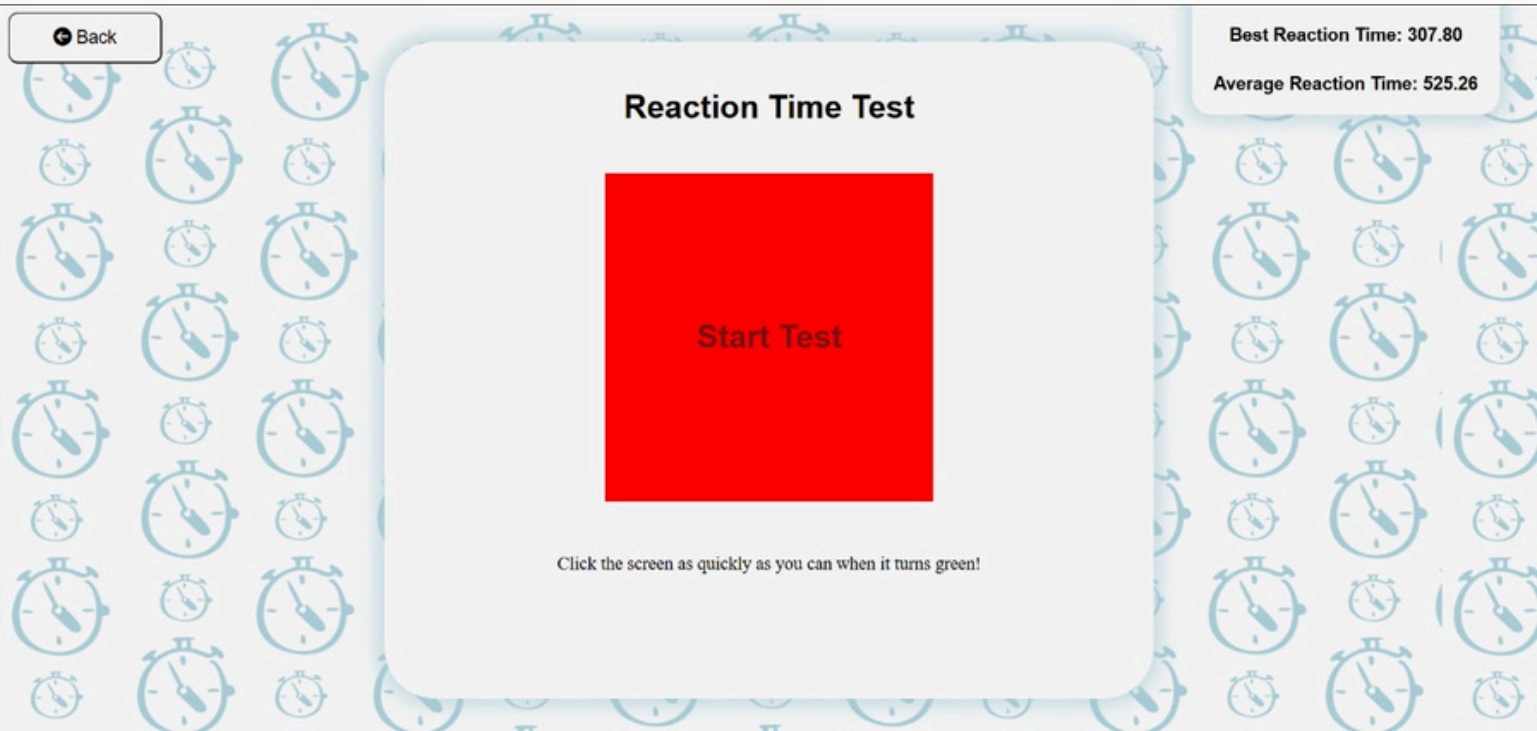 Back
Best Reaction Time: 307.80
Average Reaction Time: 525.26
Reaction Time Test
Start Test
Click the screen as quickly as you can when it turns green!